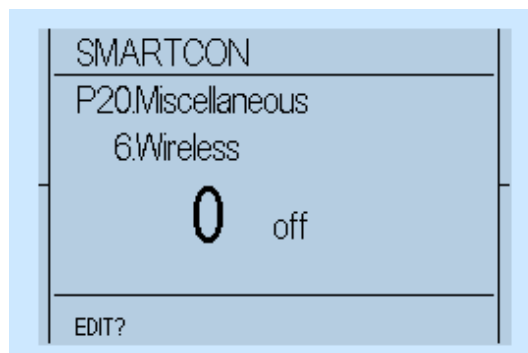 SMARTCON
P20.Miscellaneous
6.Wireless
0 off
EDIT?